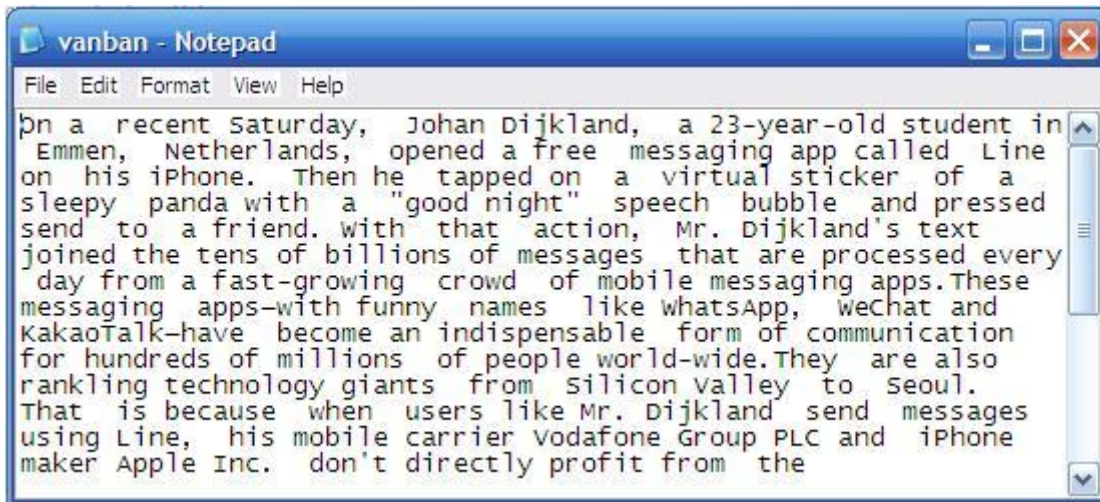 vanban - Notepad
File Edit Format View Help
On a  recent Saturday,  Johan Dijkland,  a 23-year-old student in
 Emmen,  Netherlands,  opened a free  messaging app called  Line
on  his iPhone.  Then he  tapped on  a  virtual sticker  of  a
sleepy  panda with  a  "good night"  speech  bubble  and pressed
send  to  a friend. With  that  action,  Mr. Dijkland's text
joined the tens of billions of messages  that are processed every
 day from a fast-growing  crowd  of mobile messaging apps.These
messaging  apps—with funny  names  like WhatsApp,  WeChat and
KakaoTalk—have  become an indispensable  form of communication
for hundreds of millions  of people world-wide.They  are also
rankling technology giants  from  Silicon Valley  to  Seoul.
That  is because  when  users like Mr. Dijkland  send  messages
using Line,  his mobile carrier Vodafone Group PLC and  iPhone
maker Apple Inc.  don't directly profit from  the